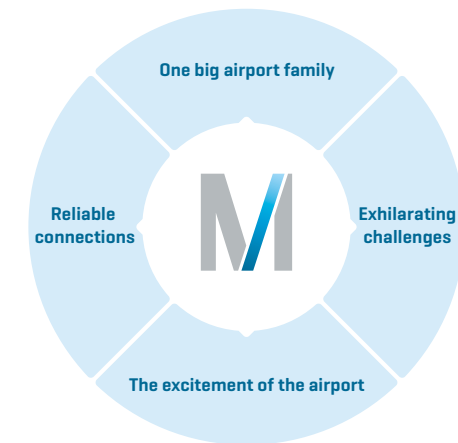 One big airport family
Reliable
connections
M
Exhilarating
challenges
The excitement of the airport